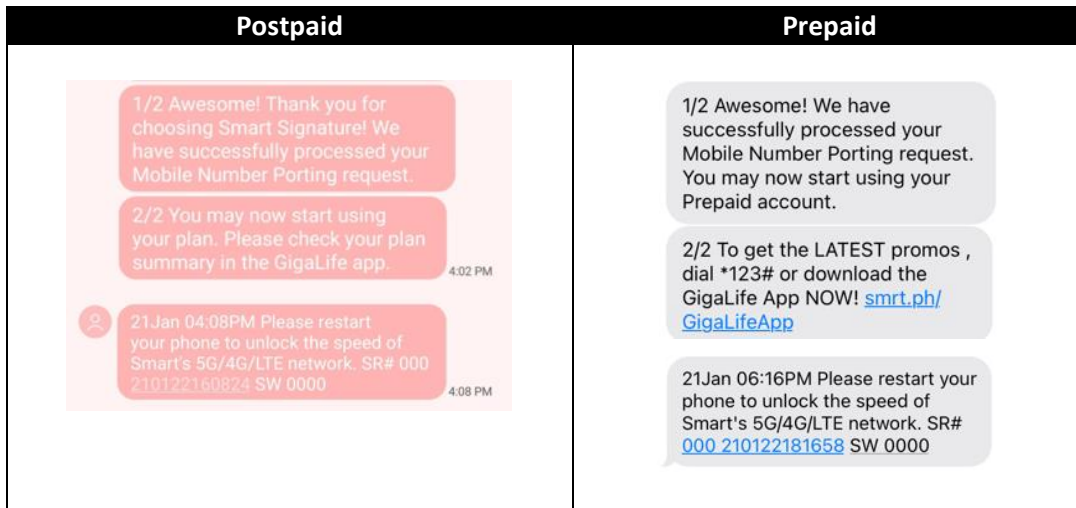 Postpaid
Prepaid
1/2 Awesome! Thank you for
choosing Smart Signature! We
have successfully processed your
Mobile Number Porting request.
2/2 You may now start using
your plan. Please check your plan
summary in the GigaLife app.
4:02 PM
21Jan 04:08PM Please restart
your phone to unlock the speed of
Smart's 5G/4G/LTE network. SR# 000
210122160824 SW 0000
4:08 PM
1/2 Awesome! We have
successfully processed your
Mobile Number Porting request.
You may now start using your
Prepaid account.
2/2 To get the LATEST promos ,
dial *123# or download the
GigaLife App NOW! smrt.ph/
GigaLifeApp
21Jan 06:16PM Please restart your
phone to unlock the speed of
Smart's 5G/4G/LTE network. SR#
000 210122181658 SW 0000